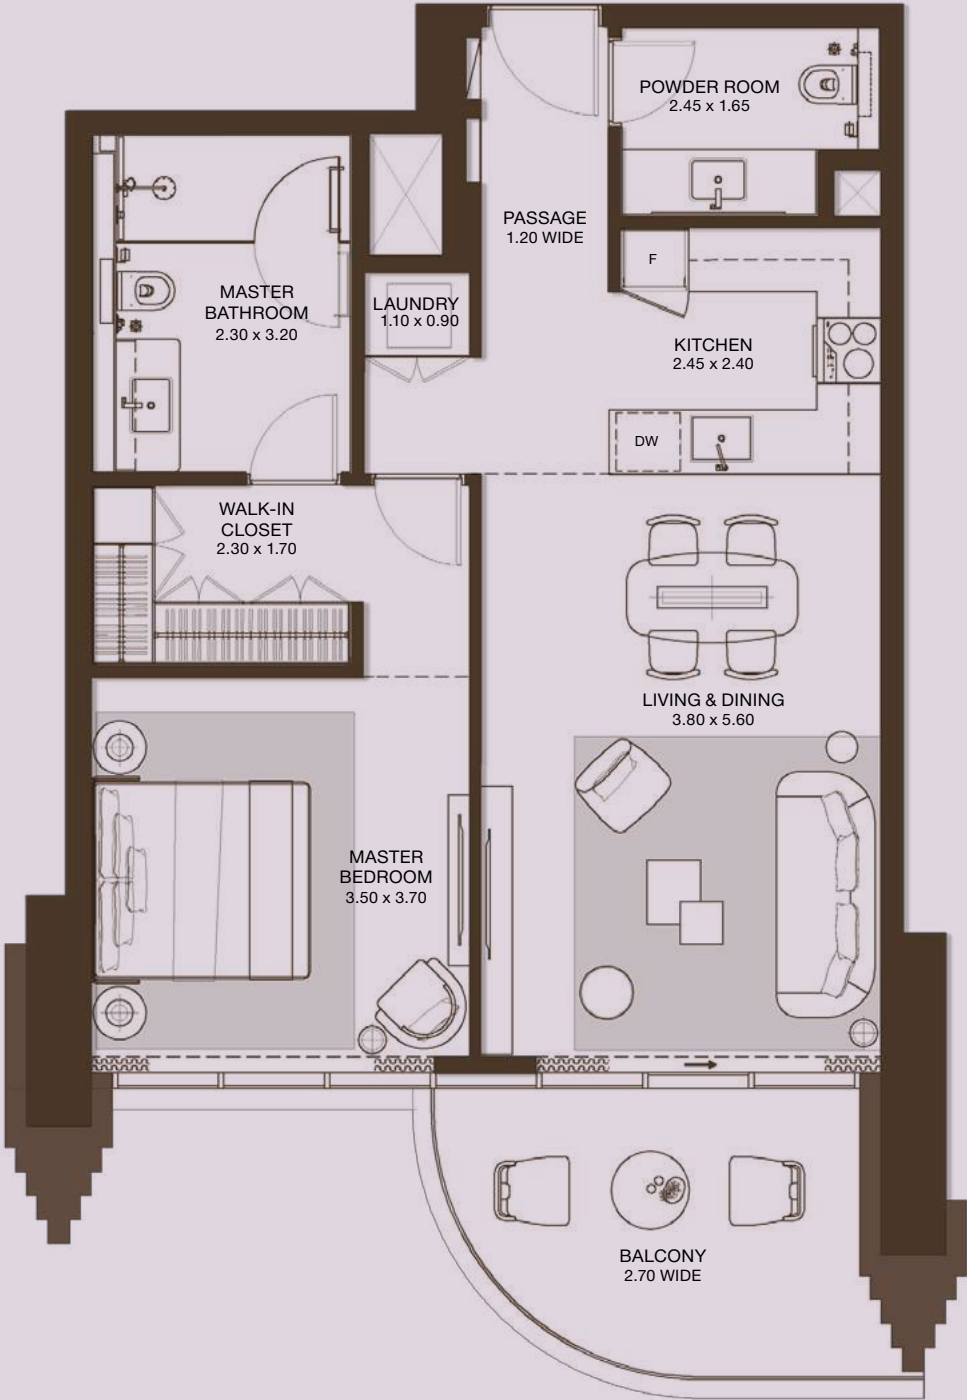 POWDER ROOM
2.45 x 1.65
PASSAGE
1.20 WIDE
F
MASTER
BATHROOM
2.30 x 3.20
LAUNDRY
1.10 x 0.90
KITCHEN
2.45 x 2.40
DW
WALK-IN
CLOSET
2.30 x 1.70
LIVING & DINING
3.80 x 5.60
MASTER
BEDROOM
3.50 x 3.70
BALCONY
2.70 WIDE